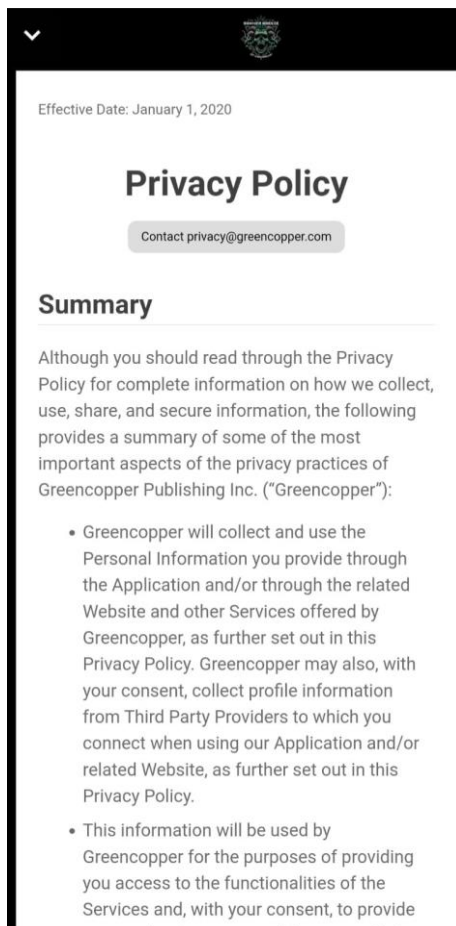 Effective Date: January 1, 2020
Privacy Policy
Contact privacy@greencopper.com
Summary
Although you should read through the Privacy
Policy for complete information on how we collect,
use, share, and secure information, the following
provides a summary of some of the most
important aspects of the privacy practices of
Greencopper Publishing Inc. (“Greencopper”):
• Greencopper will collect and use the
Personal Information you provide through
the Application and/or through the related
Website and other Services offered by
Greencopper, as further set out in this
Privacy Policy. Greencopper may also, with
your consent, collect profile information
from Third Party Providers to which you
connect when using our Application and/or
related Website, as further set out in this
Privacy Policy.
• This information will be used by
Greencopper for the purposes of providing
you access to the functionalities of the
Services and, with your consent, to provide